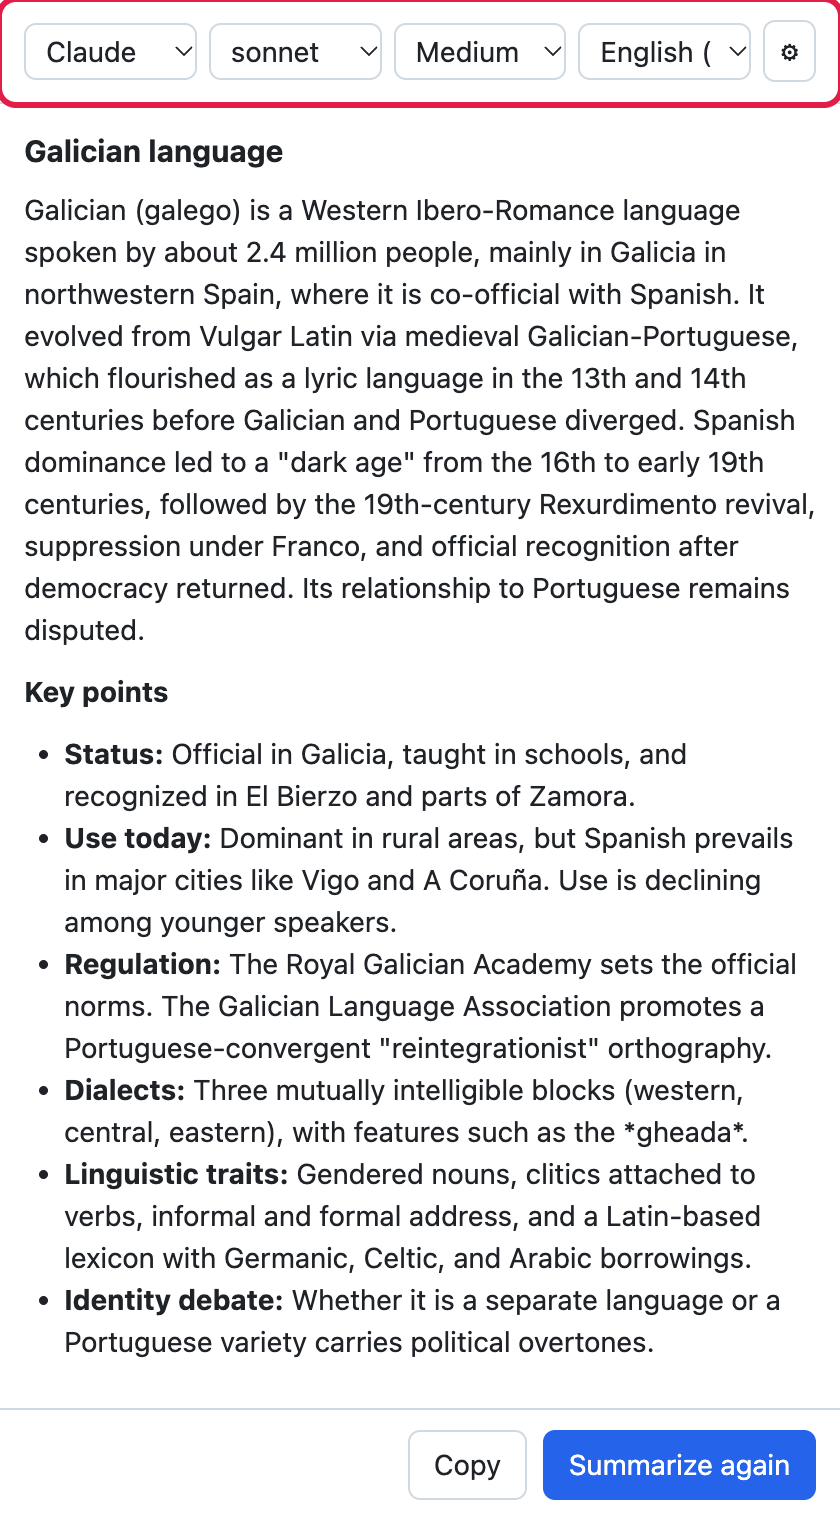 Claude sonnet Medium English (
Galician language
Galician (galego) is a Western Ibero-Romance language
spoken by about 2.4 million people, mainly in Galicia in
northwestern Spain, where it is co-official with Spanish. It
evolved from Vulgar Latin via medieval Galician-Portuguese,
which flourished as a lyric language in the 13th and 14th
centuries before Galician and Portuguese diverged. Spanish
dominance led to a "dark age" from the 16th to early 19th
centuries, followed by the 19th-century Rexurdimento revival,
suppression under Franco, and official recognition after
democracy returned. Its relationship to Portuguese remains
disputed.
Key points
• Status: Official in Galicia, taught in schools, and
recognized in El Bierzo and parts of Zamora.
• Use today: Dominant in rural areas, but Spanish prevails
in major cities like Vigo and A Coruña. Use is declining
among younger speakers.
• Regulation: The Royal Galician Academy sets the official
norms. The Galician Language Association promotes a
Portuguese-convergent "reintegrationist" orthography.
• Dialects: Three mutually intelligible blocks (western,
central, eastern), with features such as the *gheada*.
• Linguistic traits: Gendered nouns, clitics attached to
verbs, informal and formal address, and a Latin-based
lexicon with Germanic, Celtic, and Arabic borrowings.
• Identity debate: Whether it is a separate language or a
Portuguese variety carries political overtones.
Copy Summarize again